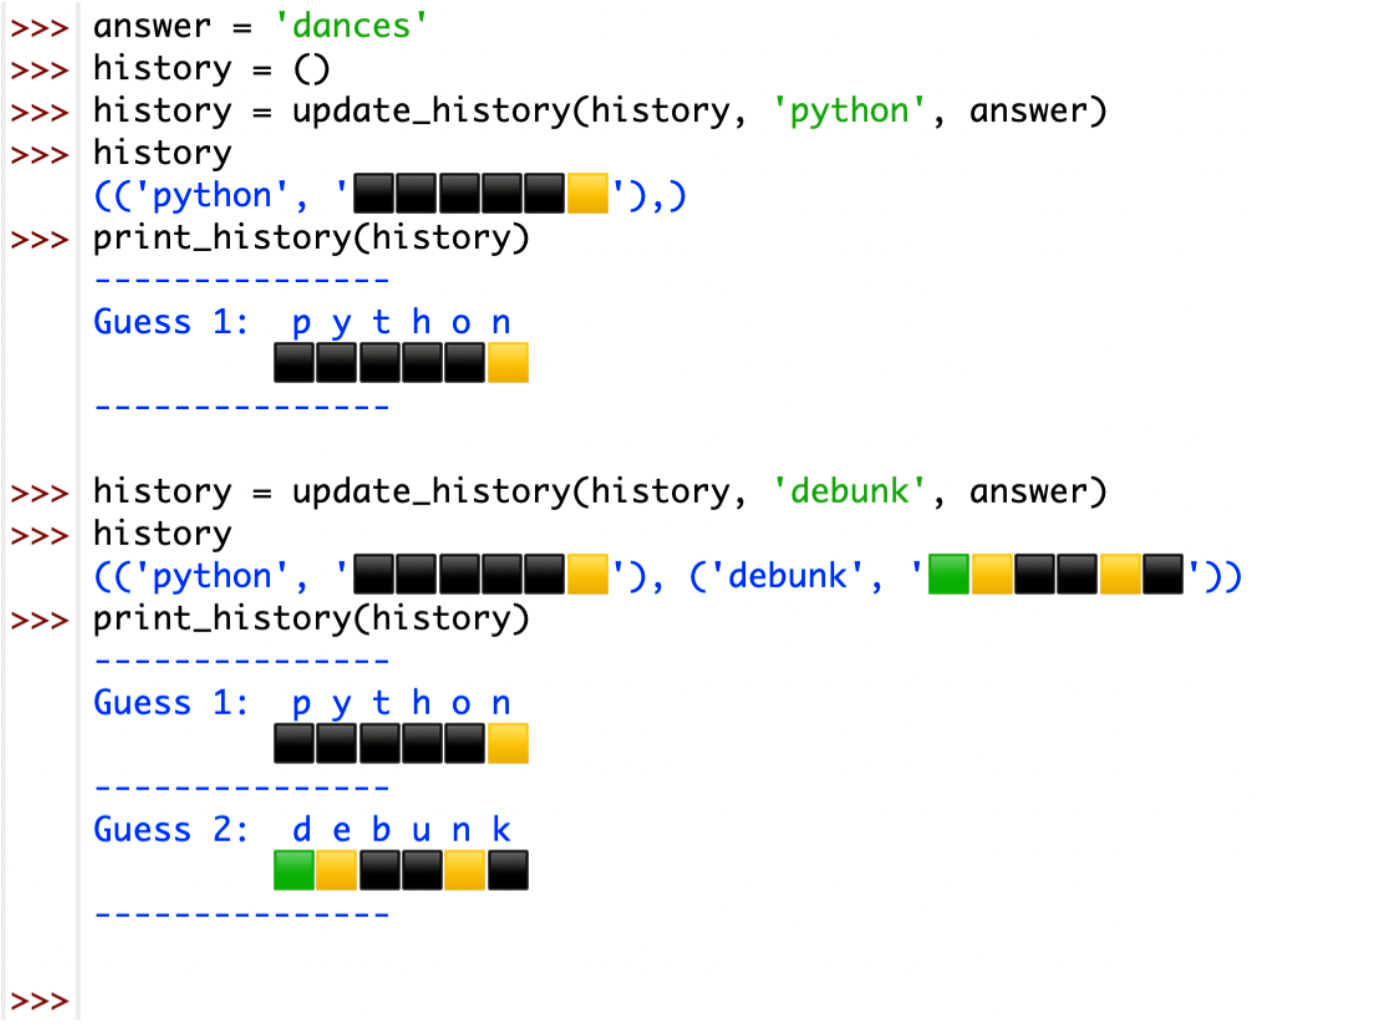 >>> answer = 'dances'
>>> history = ()
>>> history = update_history(history, 'python', answer)
>>> history
(('python', '⬛⬛⬛⬛⬛🟨'),)
>>> print_history(history)
---------------
Guess 1:  p y t h o n
⬛⬛⬛⬛⬛🟨
---------------
>>> history = update_history(history, 'debunk', answer)
>>> history
(('python', '⬛⬛⬛⬛⬛🟨'), ('debunk', '🟩🟨⬛⬛🟨⬛'))
>>> print_history(history)
---------------
Guess 1:  p y t h o n
⬛⬛⬛⬛⬛🟨
---------------
Guess 2:  d e b u n k
🟩🟨⬛⬛🟨⬛
---------------
>>>